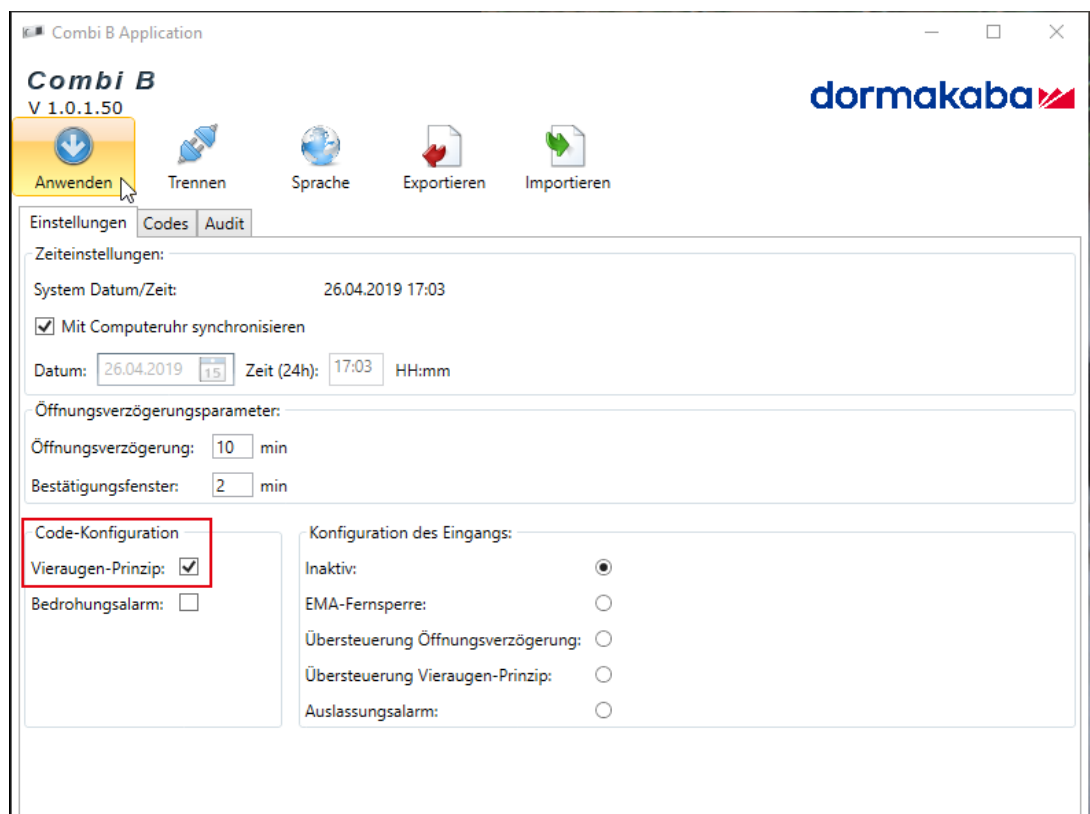 Combi B Application
Combi B
V 1.0.1.50
dormakaba
Anwenden Trennen Sprache Exportieren Importieren
Einstellungen Codes Audit
Zeiteinstellungen:
System Datum/Zeit: 26.04.2019 17:03
Mit Computeruhr synchronisieren
Datum: 26.04.2019 15 Zeit (24h): 17:03 HH:mm
Öffnungsverzögerungsparameter:
Öffnungsverzögerung: 10 min
Bestätigungsfenster: 2 min
Code-Konfiguration
Vieraugen-Prinzip:
Bedrohungsalarm:
Konfiguration des Eingangs:
Inaktiv:
EMA-Fernsperre:
Übersteuerung Öffnungsverzögerung:
Übersteuerung Vieraugen-Prinzip:
Auslassungsalarm: